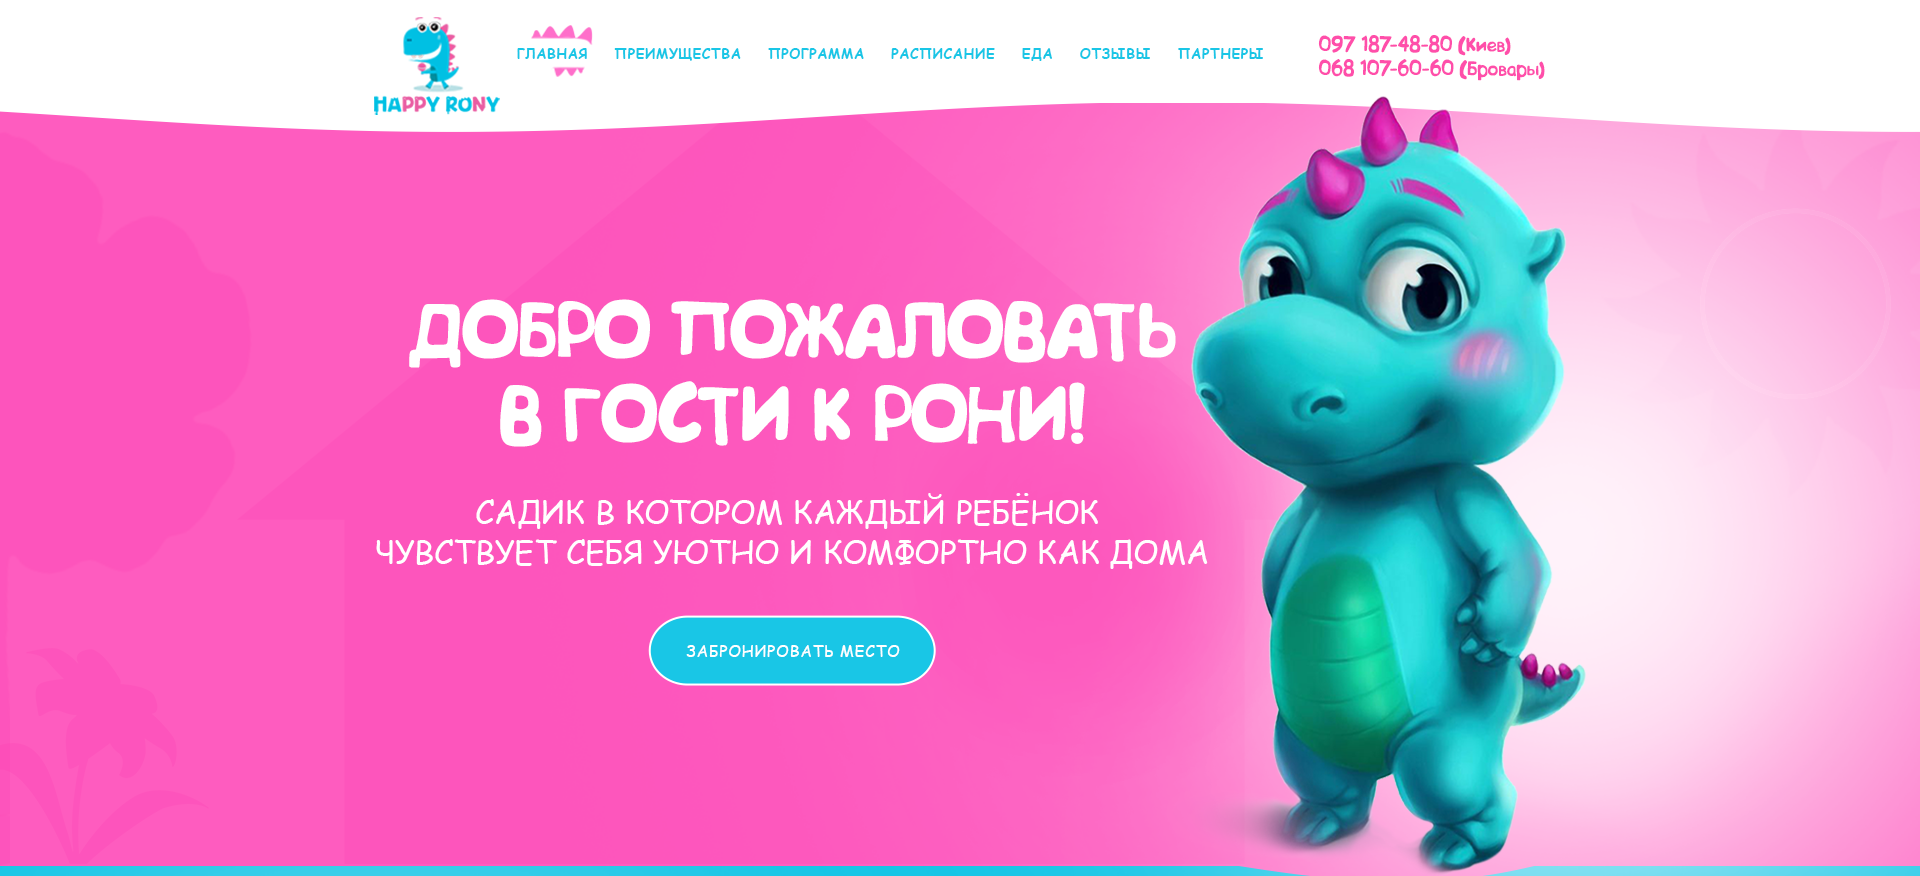 HAPPY RONY
ГЛАВНАЯ ПРЕИМУЩЕСТВА ПРОГРАММА РАСПИСАНИЕ ЕДА ОТЗЫВЫ ПАРТНЕРЫ
097 187-48-80 (Киев)
068 107-60-60 (Бровары)
ДОБРО ПОЖАЛОВАТЬ
В ГОСТИ К РОНИ!
САДИК В КОТОРОМ КАЖДЫЙ РЕБЁНОК
ЧУВСТВУЕТ СЕБЯ УЮТНО И КОМФОРТНО КАК ДОМА
ЗАБРОНИРОВАТЬ МЕСТО